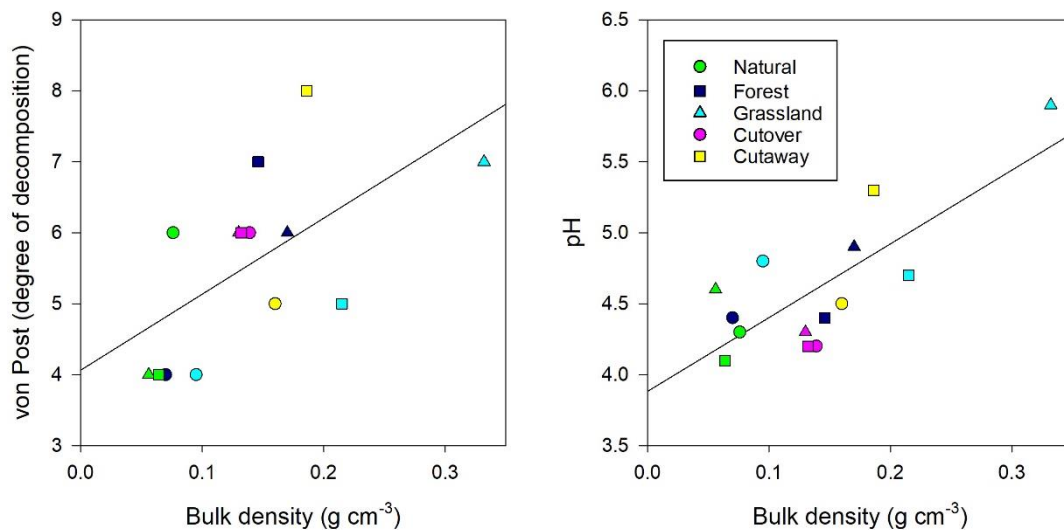 von Post (degree of decomposition)
9
8
7
6
5
4
3
0.0
0.1
0.2
0.3
Bulk density (g cm-3)
pH
6.5
6.0
5.5
5.0
4.5
4.0
3.5
Natural
Forest
Grassland
Cutover
Cutaway
0.0
0.1
0.2
0.3
Bulk density (g cm-3)